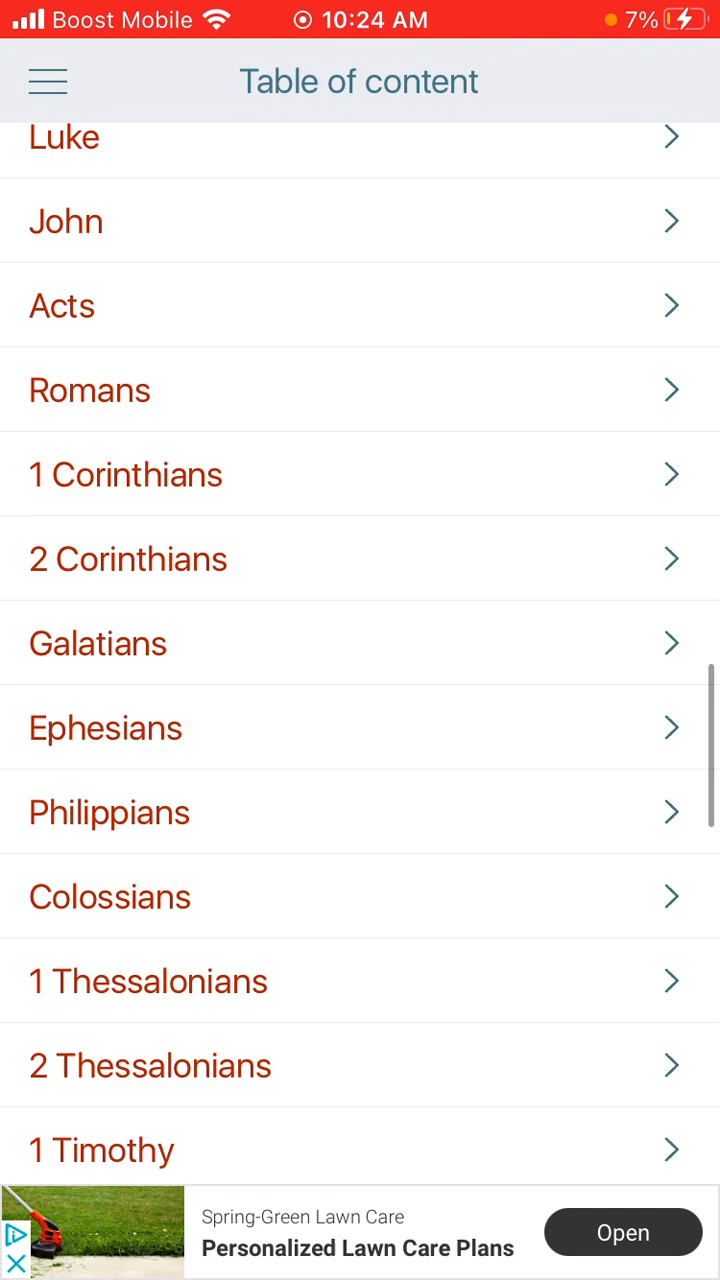 Boost Mobile 10:24 AM 7%
Table of content
Luke
John
Acts
Romans
1 Corinthians
2 Corinthians
Galatians
Ephesians
Philippians
Colossians
1 Thessalonians
2 Thessalonians
1 Timothy
Spring-Green Lawn Care
Personalized Lawn Care Plans
Open